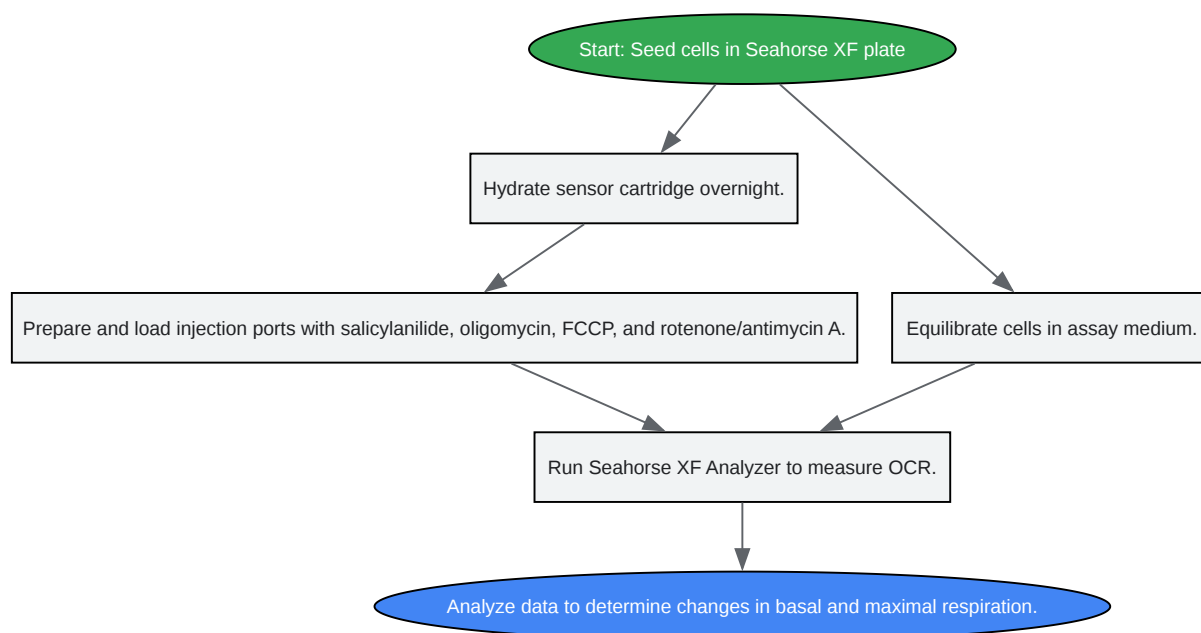 Start: Seed cells in Seahorse XF plate
Hydrate sensor cartridge overnight.
Prepare and load injection ports with salicylanilide, oligomycin, FCCP, and rotenone/antimycin A.
Equilibrate cells in assay medium.
Run Seahorse XF Analyzer to measure OCR.
Analyze data to determine changes in basal and maximal respiration.